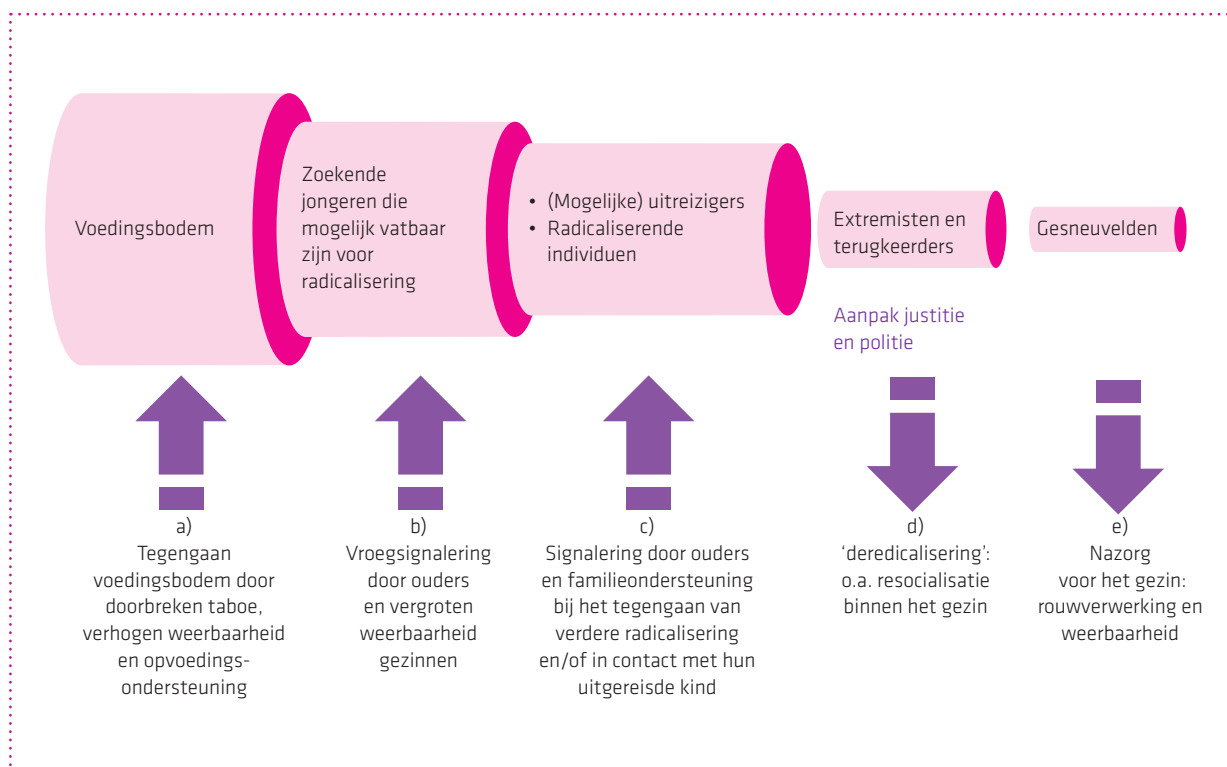 Voedingsbodem
Zoekende
jongeren die
mogelijk vatbaar
zijn voor
radicalisering
• (Mogelijke) uitreizigers
• Radicaliserende
individuen
Extremisten en
terugkeerders
Gesneuvelden
Aanpak justitie
en politie
a)
Tegengaan
voedingsbodem door
doorbreken taboe,
verhogen weerbaarheid
en opvoedings-
ondersteuning
b)
Vroegsignalering
door ouders
en vergroten
weerbaarheid
gezinnen
c)
Signalering door ouders
en familieondersteuning
bij het tegengaan van
verdere radicalisering
en/of in contact met hun
uitgereisde kind
d)
‘deredicalisering’:
o.a. resocialisatie
binnen het gezin
e)
Nazorg
voor het gezin:
rouwverwerking en
weerbaarheid